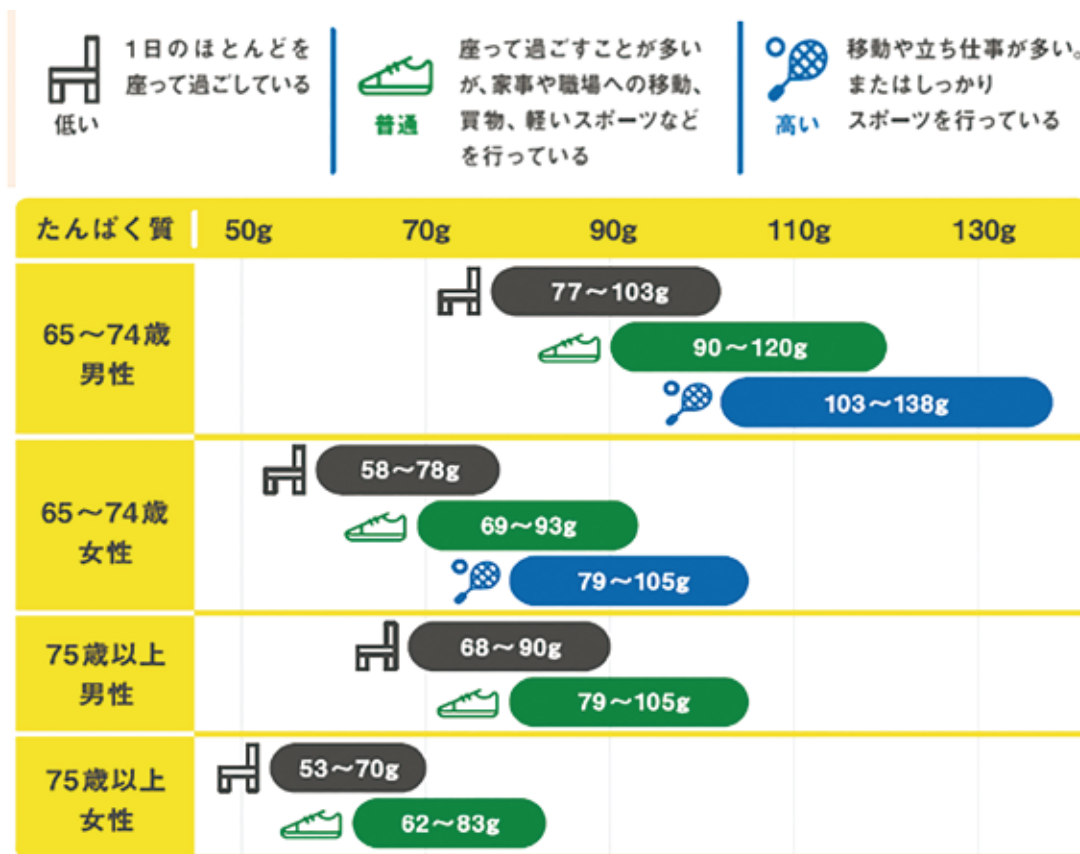 1日のほとんどを
座って過ごしている
低い
座って過ごすことが多い
が、家事や職場への移動、
買物、軽いスポーツなど
を行っている
普通
移動や立ち仕事が多い。
またはしっかり
スポーツを行っている
高い
たんぱく質 50g 70g 90g 110g 130g
65～74歳
男性
77～103g
90～120g
103～138g
65～74歳
女性
58～78g
69～93g
79～105g
75歳以上
男性
68～90g
79～105g
75歳以上
女性
53～70g
62～83g